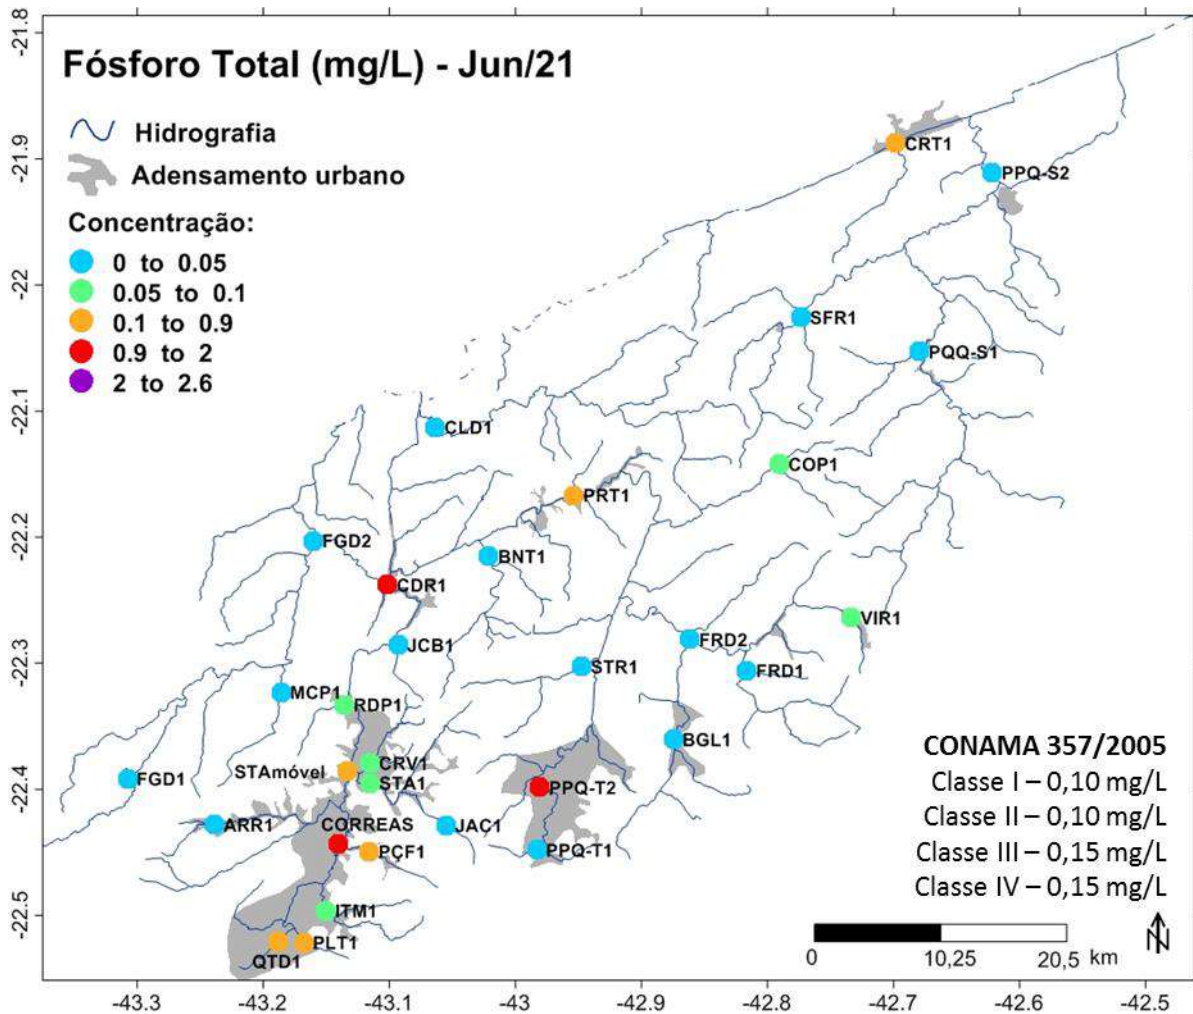 Fósforo Total (mg/L) - Jun/21
Hidrografia
Adensamento urbano
Concentração:
0 to 0.05
0.05 to 0.1
0.1 to 0.9
0.9 to 2
2 to 2.6
-21.8
-21.9
-22
-22.1
-22.2
-22.3
-22.4
-22.5
CRT1
PPQ-S2
SFR1
PQQ-S1
CLD1
COP1
PRT1
FGD2
BNT1
CDR1
VIR1
FRD2
JCB1
STR1
FRD1
MCP1
RDP1
BGL1
CRV1
STAmóvel
FGD1
STA1
PPQ-T2
ARR1
CORREAS
JAC1
PÇF1
PPQ-T1
ITM1
PLT1
QTD1
CONAMA 357/2005
Classe I – 0,10 mg/L
Classe II – 0,10 mg/L
Classe III – 0,15 mg/L
Classe IV – 0,15 mg/L
0 10,25 20,5 km
N
-43.3 -43.2 -43.1 -43 -42.9 -42.8 -42.7 -42.6 -42.5